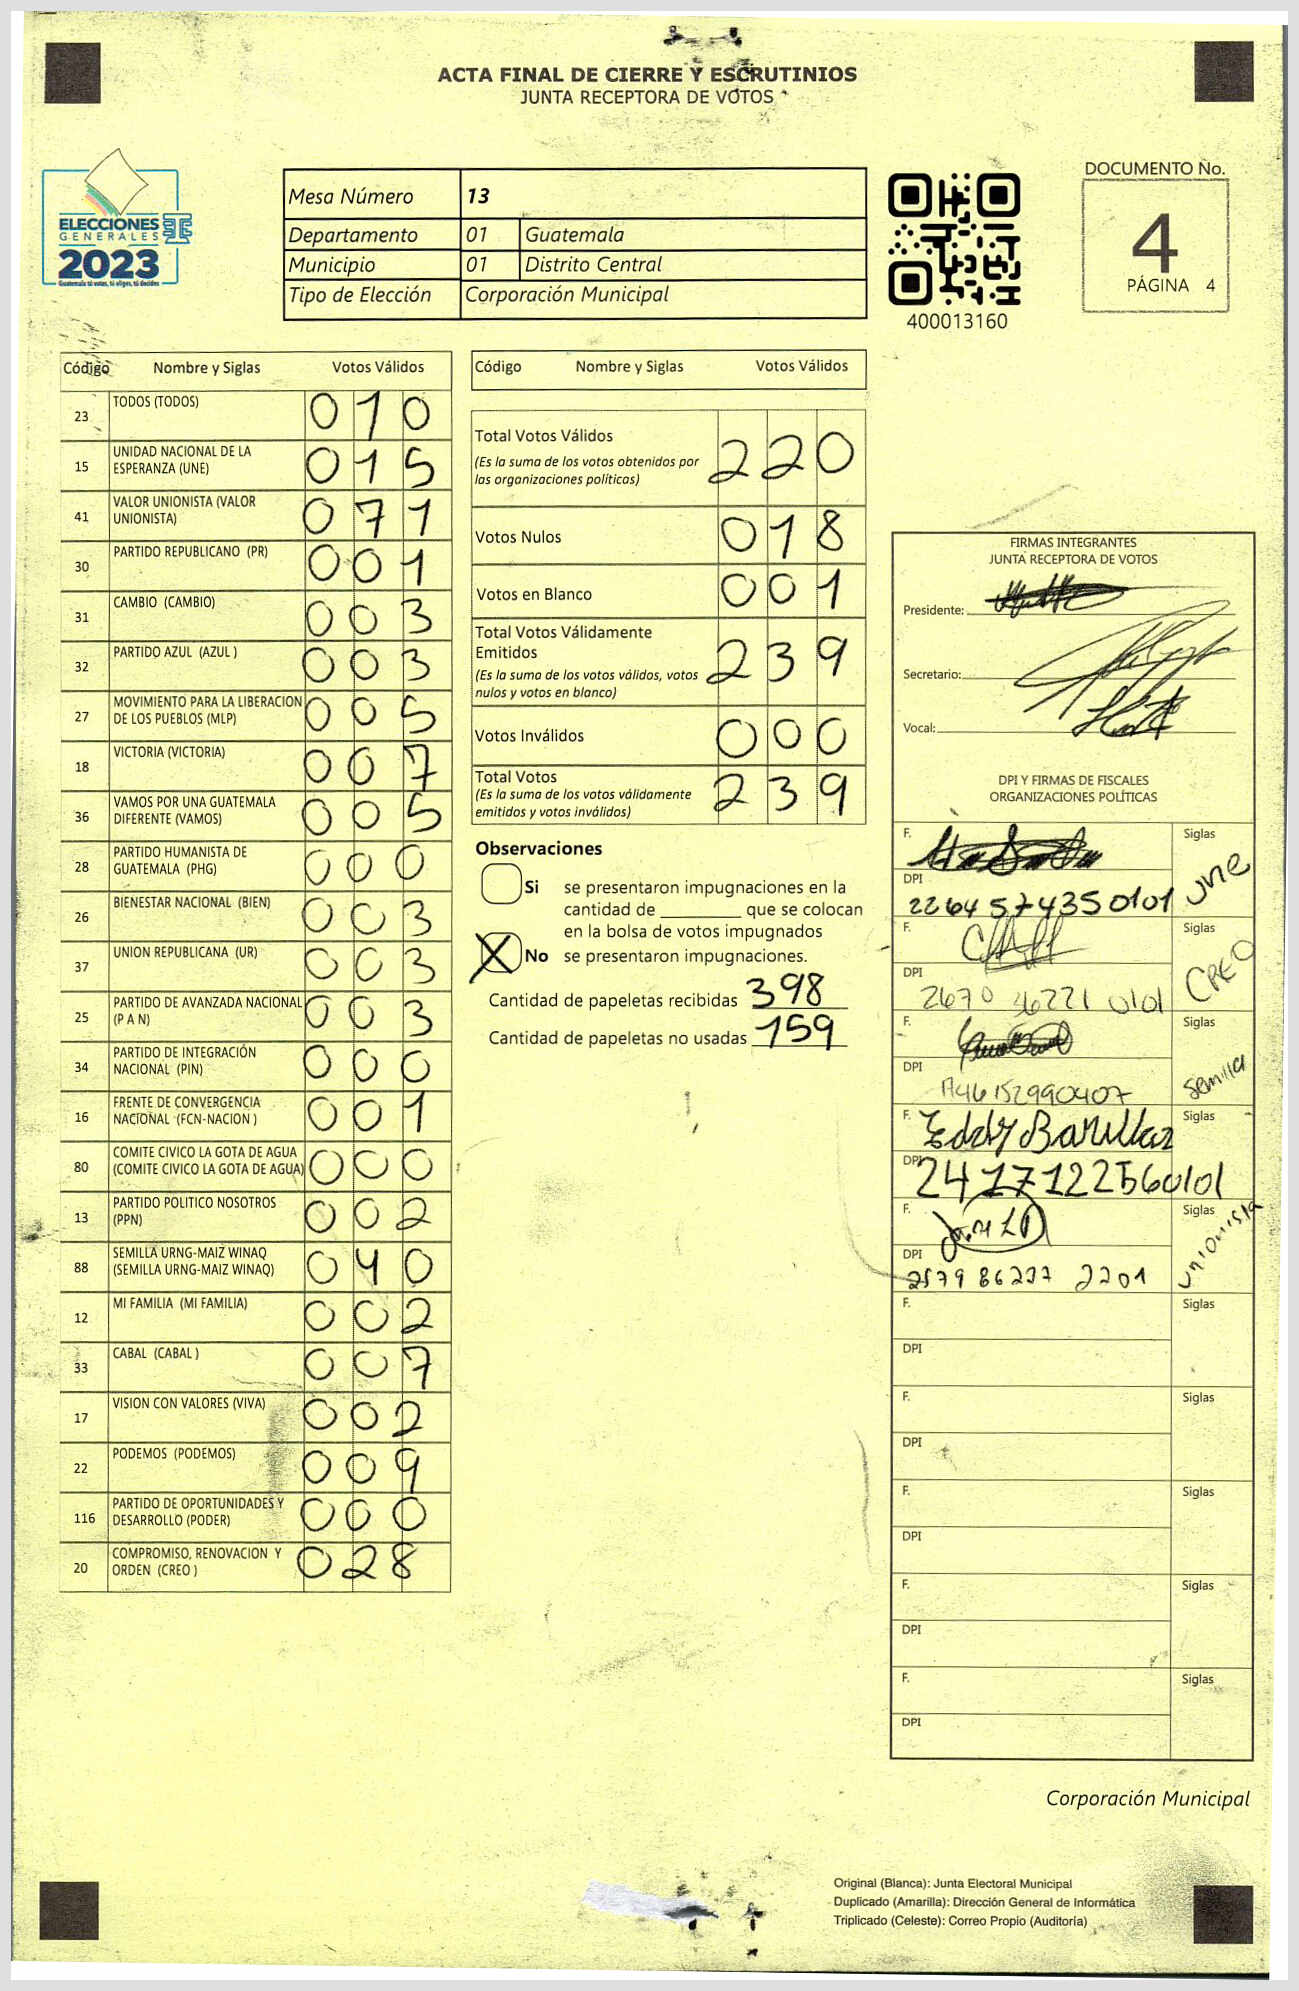 ACTA FINAL DE CIERRE Y ESCRUTINIOS
JUNTA RECEPTORA DE VOTOS
ELECCIONES
GENERALES
2023
Guatemala tú votas, tú eliges, tú decides
Mesa Número 13
Departamento 01 Guatemala
Municipio 01 Distrito Central
Tipo de Elección Corporación Municipal
400013160
DOCUMENTO No.
4
PÁGINA 4
Código Nombre y Siglas Votos Válidos
23 TODOS (TODOS) 010
15 UNIDAD NACIONAL DE LA ESPERANZA (UNE) 015
41 VALOR UNIONISTA (VALOR UNIONISTA) 071
30 PARTIDO REPUBLICANO (PR) 001
31 CAMBIO (CAMBIO) 003
32 PARTIDO AZUL (AZUL ) 003
27 MOVIMIENTO PARA LA LIBERACION DE LOS PUEBLOS (MLP) 005
18 VICTORIA (VICTORIA) 007
36 VAMOS POR UNA GUATEMALA DIFERENTE (VAMOS) 005
28 PARTIDO HUMANISTA DE GUATEMALA (PHG) 000
26 BIENESTAR NACIONAL (BIEN) 003
37 UNION REPUBLICANA (UR) 003
25 PARTIDO DE AVANZADA NACIONAL (P A N) 003
34 PARTIDO DE INTEGRACIÓN NACIONAL (PIN) 000
16 FRENTE DE CONVERGENCIA NACIONAL (FCN-NACION ) 001
80 COMITE CIVICO LA GOTA DE AGUA (COMITE CIVICO LA GOTA DE AGUA) 000
13 PARTIDO POLITICO NOSOTROS (PPN) 002
88 SEMILLA URNG-MAIZ WINAQ (SEMILLA URNG-MAIZ WINAQ) 040
12 MI FAMILIA (MI FAMILIA) 002
33 CABAL (CABAL ) 007
17 VISION CON VALORES (VIVA) 002
22 PODEMOS (PODEMOS) 009
116 PARTIDO DE OPORTUNIDADES Y DESARROLLO (PODER) 000
20 COMPROMISO, RENOVACION Y ORDEN (CREO ) 028
Código Nombre y Siglas Votos Válidos
Total Votos Válidos 220
(Es la suma de los votos obtenidos por
las organizaciones políticas)
Votos Nulos 018
Votos en Blanco 001
Total Votos Válidamente
Emitidos 239
(Es la suma de los votos válidos, votos
nulos y votos en blanco)
Votos Inválidos 000
Total Votos 239
(Es la suma de los votos válidamente
emitidos y votos inválidos)
Observaciones
Si se presentaron impugnaciones en la
cantidad de ________ que se colocan
en la bolsa de votos impugnados
X No se presentaron impugnaciones.
Cantidad de papeletas recibidas 398
Cantidad de papeletas no usadas 159
FIRMAS INTEGRANTES
JUNTA RECEPTORA DE VOTOS
Presidente:
Secretario:
Vocal:
DPI Y FIRMAS DE FISCALES
ORGANIZACIONES POLÍTICAS
F. Siglas UNE
DPI 2264574350101
F. Siglas CREO
DPI 2670 46221 0101
F. Siglas Semilla
DPI
F. Eddy Barillas Siglas
DPI 2417122560101
F. Siglas Unionista
DPI 2579 86227 2201
F. Siglas
DPI
F. Siglas
DPI
F. Siglas
DPI
F. Siglas
DPI
F. Siglas
DPI
Corporación Municipal
Original (Blanca): Junta Electoral Municipal
Duplicado (Amarilla): Dirección General de Informática
Triplicado (Celeste): Correo Propio (Auditoría)